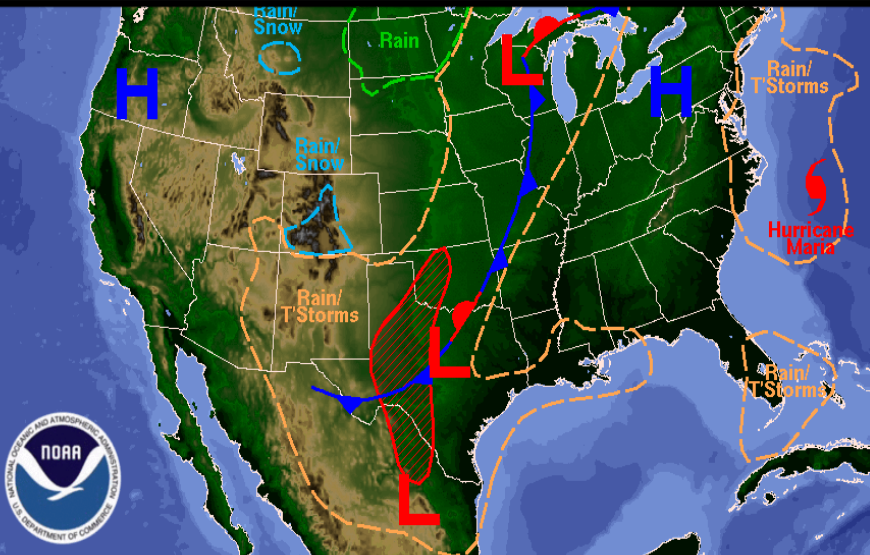 Rain/
Snow
Rain
L
H
H
Rain/
T'Storms
Rain/
Snow
Hurricane
Maria
Rain/
T'Storms
L
Rain/
T'Storms
L
NATIONAL OCEANIC AND ATMOSPHERIC ADMINISTRATION
NOAA
U.S. DEPARTMENT OF COMMERCE